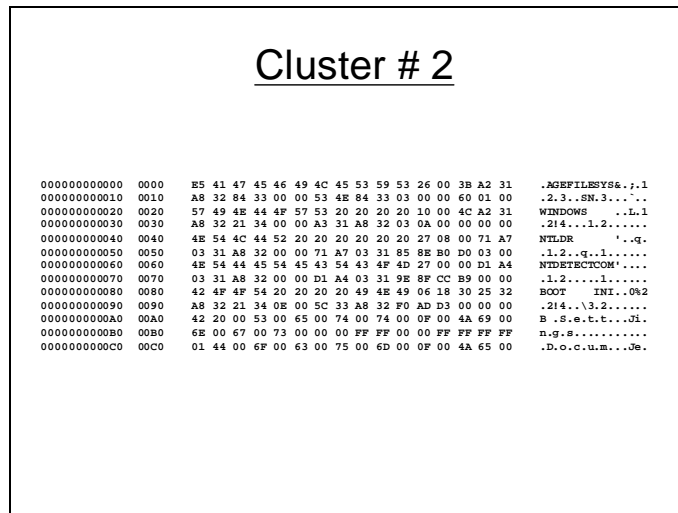 Cluster # 2
000000000000 0000 E5 41 47 45 46 49 4C 45 53 59 53 26 00 3B A2 31 .AGEFILESYS&.;.1
000000000010 0010 A8 32 84 33 00 00 53 4E 84 33 03 00 00 60 01 00 .2.3..SN.3...`..
000000000020 0020 57 49 4E 44 4F 57 53 20 20 20 20 10 00 4C A2 31 WINDOWS ..L.1
000000000030 0030 A8 32 21 34 00 00 A3 31 A8 32 03 0A 00 00 00 00 .2!4...1.2......
000000000040 0040 4E 54 4C 44 52 20 20 20 20 20 20 27 08 00 71 A7 NTLDR '..q.
000000000050 0050 03 31 A8 32 00 00 71 A7 03 31 85 8E B0 D0 03 00 .1.2..q..1......
000000000060 0060 4E 54 44 45 54 45 43 54 43 4F 4D 27 00 00 D1 A4 NTDETECTCOM'....
000000000070 0070 03 31 A8 32 00 00 D1 A4 03 31 9E 8F CC B9 00 00 .1.2.....1......
000000000080 0080 42 4F 4F 54 20 20 20 20 49 4E 49 06 18 30 25 32 BOOT INI..0%2
000000000090 0090 A8 32 21 34 0E 00 5C 33 A8 32 F0 AD D3 00 00 00 .2!4..\3.2......
0000000000A0 00A0 42 20 00 53 00 65 00 74 00 74 00 0F 00 4A 69 00 B .S.e.t.t...Ji.
0000000000B0 00B0 6E 00 67 00 73 00 00 00 FF FF 00 00 FF FF FF FF n.g.s...........
0000000000C0 00C0 01 44 00 6F 00 63 00 75 00 6D 00 0F 00 4A 65 00 .D.o.c.u.m...Je.